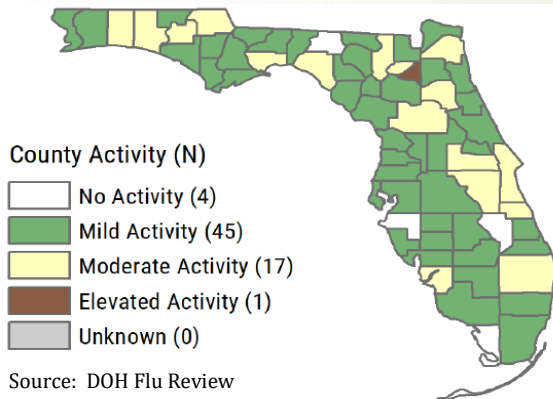 County Activity (N)
No Activity (4)
Mild Activity (45)
Moderate Activity (17)
Elevated Activity (1)
Unknown (0)
Source: DOH Flu Review